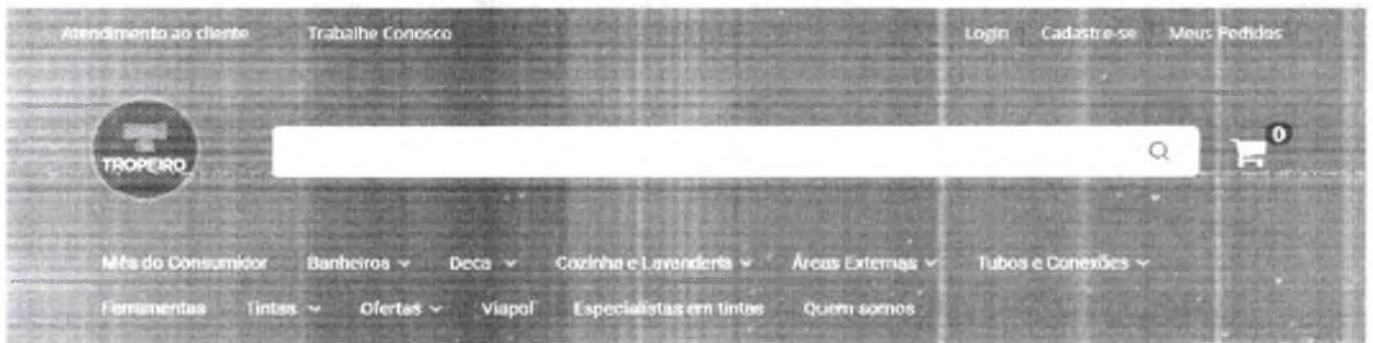 Atendimento ao cliente Trabalhe Conosco Login Cadastre-se Meus Pedidos
TROPEIRO
0
Mês do Consumidor Banheiros Deca Cozinha e Lavanderia Áreas Externas Tubos e Conexões
Ferramentas Tintas Ofertas Viapol Especialistas em tintas Quem somos